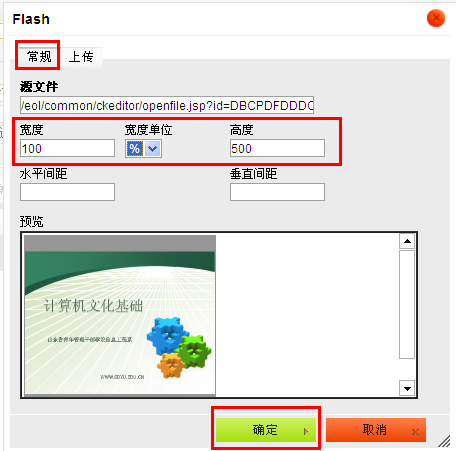 Flash
常规 上传
源文件
/eol/common/ckeditor/openfile.jsp?id=DBCPDFDDDC
宽度 宽度单位 高度
100 % 500
水平间距 垂直间距
预览
计算机文化基础
WWW.SDYU.EDU.CN
确定 取消